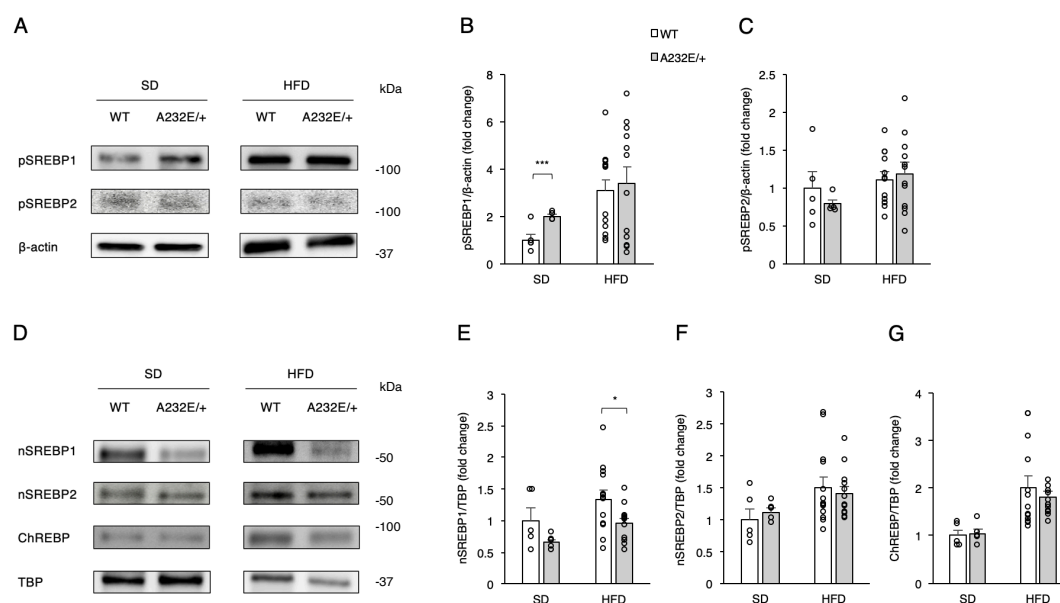 A
SD
HFD
kDa
WT
A232E/+
WT
A232E/+
pSREBP1
-100
pSREBP2
-100
β-actin
-37
B
WT
A232E/+
pSREBP1/β-actin (fold change)
8
6
4
2
0
***
SD
HFD
C
pSREBP2/β-actin (fold change)
2.5
2
1.5
1
0.5
0
SD
HFD
D
SD
HFD
kDa
WT
A232E/+
WT
A232E/+
nSREBP1
-50
nSREBP2
-50
ChREBP
-100
TBP
-37
E
nSREBP1/TBP (fold change)
3
2.5
2
1.5
1
0.5
0
*
SD
HFD
F
nSREBP2/TBP (fold change)
3
2.5
2
1.5
1
0.5
0
SD
HFD
G
ChREBP/TBP (fold change)
4
3
2
1
0
SD
HFD